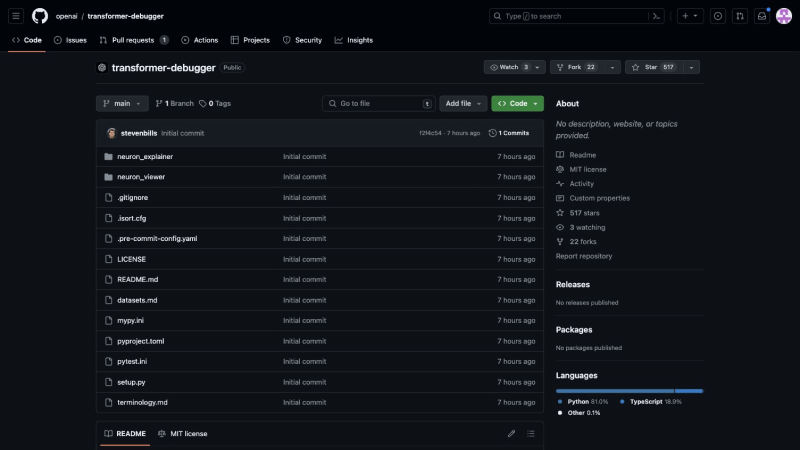 openai / transformer-debugger
Type / to search
Code Issues Pull requests 1 Actions Projects Security Insights
transformer-debugger Public
Watch 3 Fork 22 Star 517
main 1 Branch 0 Tags Go to file t Add file Code
stevenbills Initial commit f2f4c54 · 7 hours ago 1 Commits
neuron_explainer Initial commit 7 hours ago
neuron_viewer Initial commit 7 hours ago
.gitignore Initial commit 7 hours ago
.isort.cfg Initial commit 7 hours ago
.pre-commit-config.yaml Initial commit 7 hours ago
LICENSE Initial commit 7 hours ago
README.md Initial commit 7 hours ago
datasets.md Initial commit 7 hours ago
mypy.ini Initial commit 7 hours ago
pyproject.toml Initial commit 7 hours ago
pytest.ini Initial commit 7 hours ago
setup.py Initial commit 7 hours ago
terminology.md Initial commit 7 hours ago
README MIT license
About
No description, website, or topics
provided.
Readme
MIT license
Activity
Custom properties
517 stars
3 watching
22 forks
Report repository
Releases
No releases published
Packages
No packages published
Languages
Python 81.0% TypeScript 18.9%
Other 0.1%